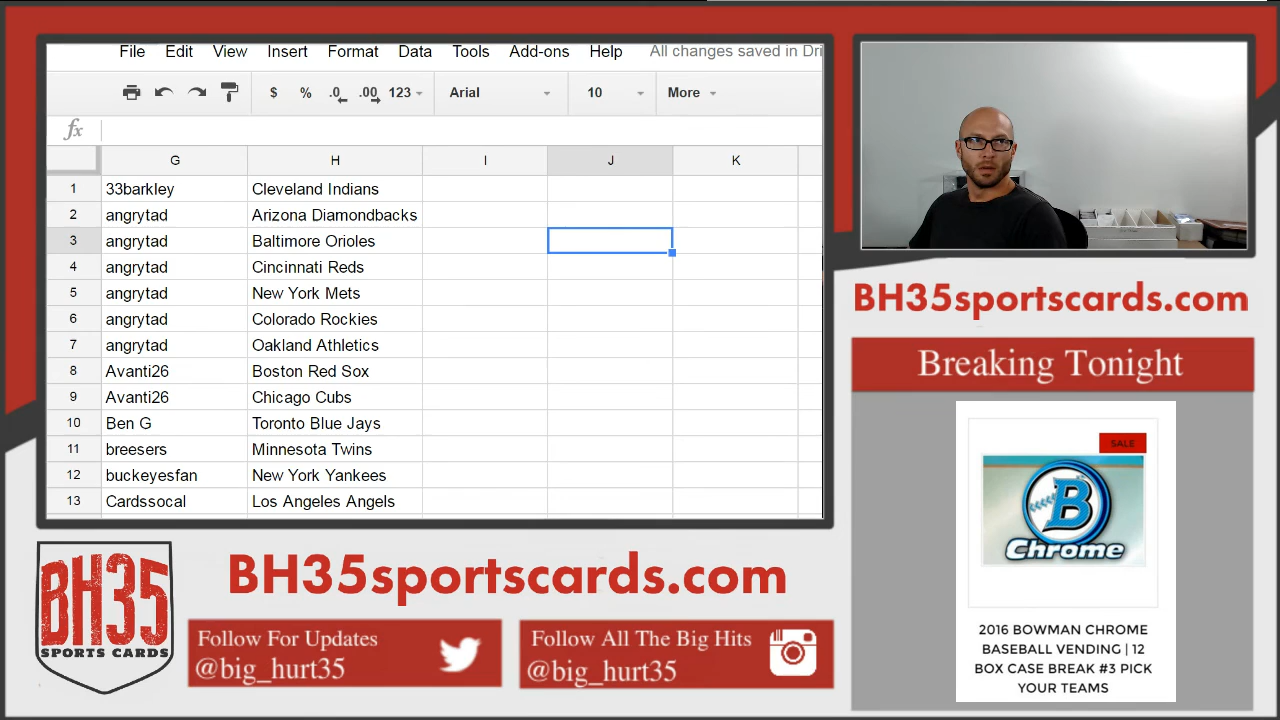 File Edit View Insert Format Data Tools Add-ons Help All changes saved in Dri
$ % .0 .00 123 Arial 10 More
fx
G H I J K
1 33barkley Cleveland Indians
2 angrytad Arizona Diamondbacks
3 angrytad Baltimore Orioles
4 angrytad Cincinnati Reds
5 angrytad New York Mets
6 angrytad Colorado Rockies
7 angrytad Oakland Athletics
8 Avanti26 Boston Red Sox
9 Avanti26 Chicago Cubs
10 Ben G Toronto Blue Jays
11 breesers Minnesota Twins
12 buckeyesfan New York Yankees
13 Cardssocal Los Angeles Angels
BH35sportscards.com
Breaking Tonight
SALE
B
Chrome
2016 BOWMAN CHROME
BASEBALL VENDING | 12
BOX CASE BREAK #3 PICK
YOUR TEAMS
BH35
SPORTS CARDS
BH35sportscards.com
Follow For Updates
@big_hurt35
Follow All The Big Hits
@big_hurt35